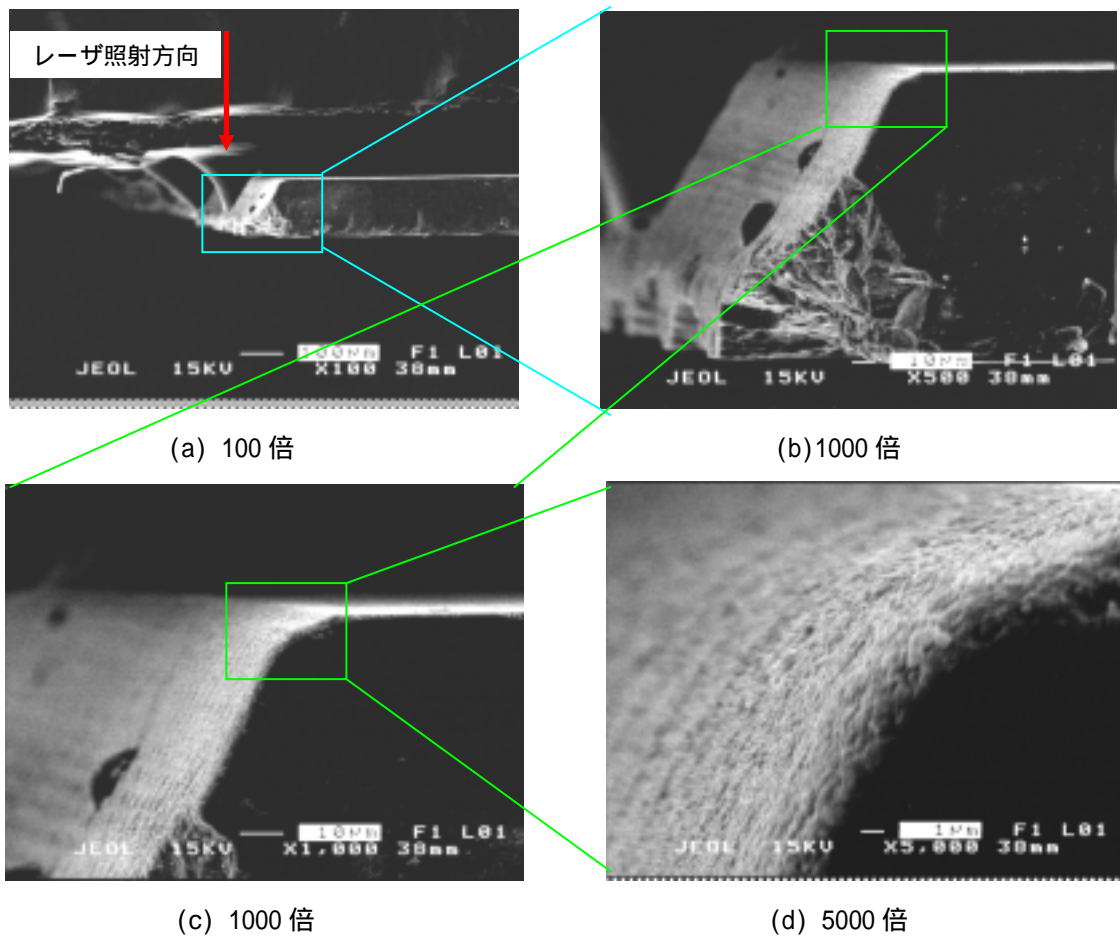 レーザ照射方向
100μm F1 L01
JEOL 15KV X100 38mm
10μm F1 L01
JEOL 15KV X500 38mm
(a) 100 倍
(b)1000 倍
10μm F1 L01
JEOL 15KV X1,000 38mm
1μm F1 L01
JEOL 15KV X5,000 38mm
(c) 1000 倍
(d) 5000 倍